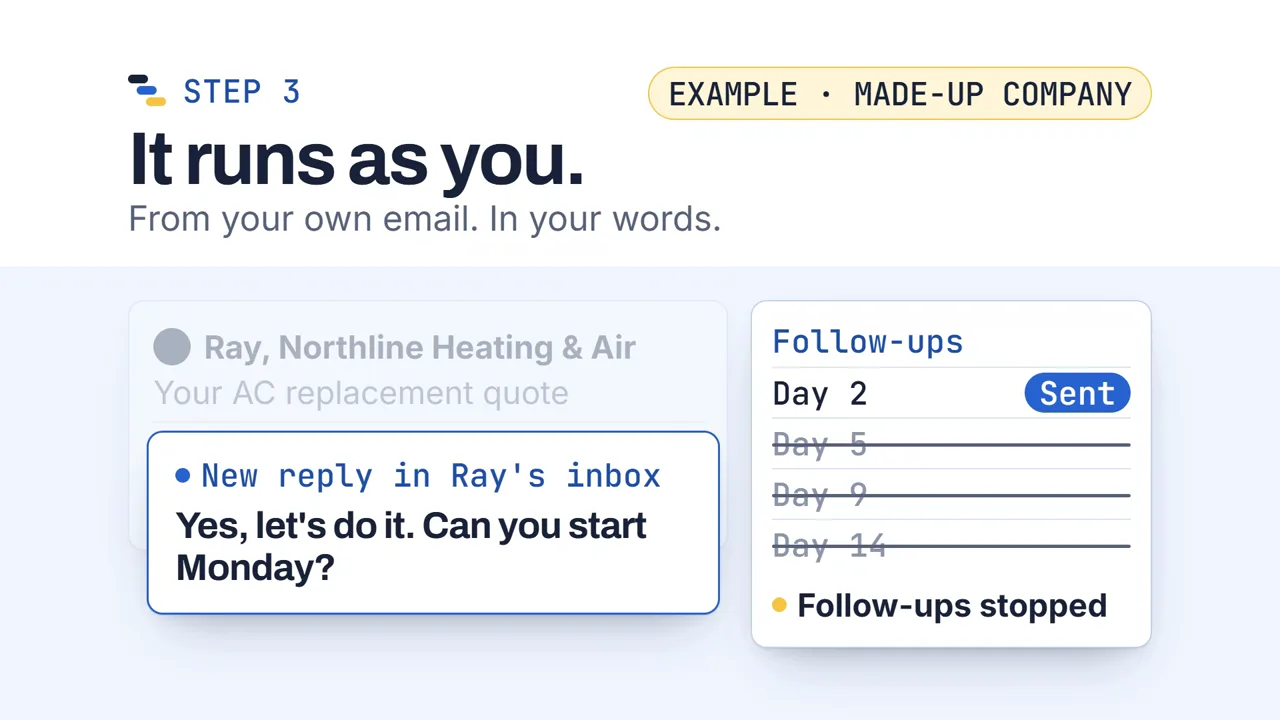 STEP 3
EXAMPLE · MADE-UP COMPANY
It runs as you.
From your own email. In your words.
Ray, Northline Heating & Air
Your AC replacement quote
New reply in Ray's inbox
Yes, let's do it. Can you start
Monday?
Follow-ups
Day 2 Sent
Day 5
Day 9
Day 14
Follow-ups stopped